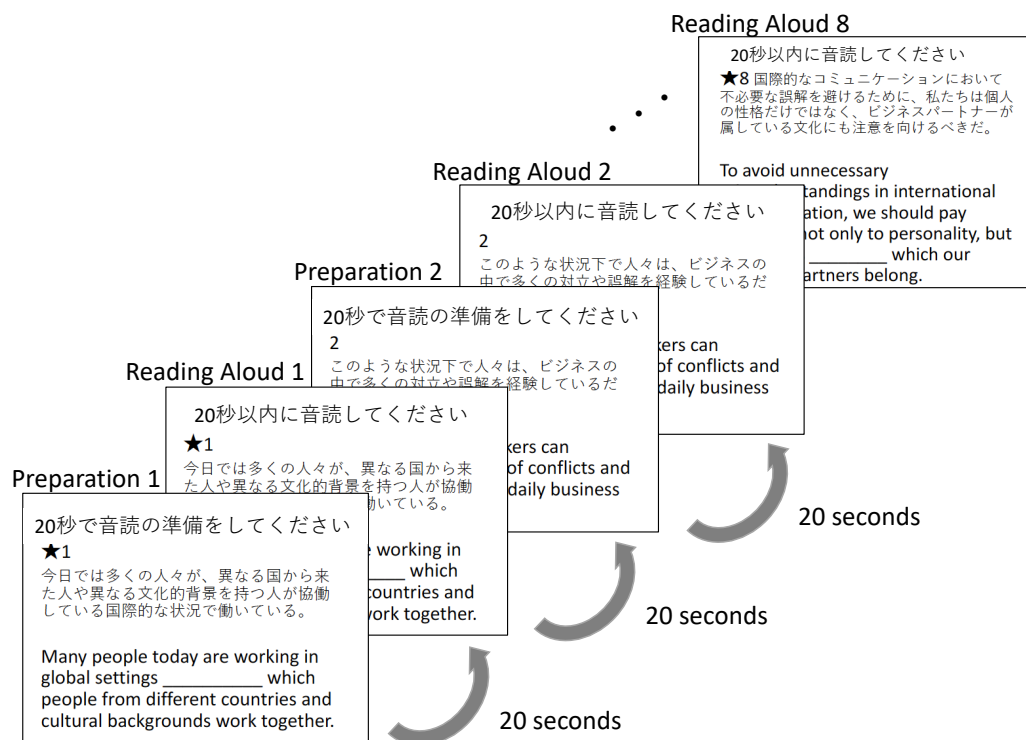 Reading Aloud 8
20秒以内に音読してください
★8 国際的なコミュニケーションにおいて
不必要な誤解を避けるために、私たちは個人
の性格だけではなく、ビジネスパートナーが
属している文化にも注意を向けるべきだ。
To avoid unnecessary
tandings in international
ation, we should pay
not only to personality, but
_________ which our
artners belong.
Reading Aloud 2
20秒以内に音読してください
2
このような状況下で人々は、ビジネスの
中で多くの対立や誤解を経験しているだ
kers can
of conflicts and
daily business
Preparation 2
20秒で音読の準備をしてください
2
このような状況下で人々は、ビジネスの
中で多くの対立や誤解を経験しているだ
kers can
of conflicts and
daily business
Reading Aloud 1
20秒以内に音読してください
★1
今日では多くの人々が、異なる国から来
た人や異なる文化的背景を持つ人が協働
働いている。
e working in
____ which
countries and
work together.
Preparation 1
20秒で音読の準備をしてください
★1
今日では多くの人々が、異なる国から来
た人や異なる文化的背景を持つ人が協働
している国際的な状況で働いている。
Many people today are working in
global settings ___________ which
people from different countries and
cultural backgrounds work together.
20 seconds
20 seconds
20 seconds